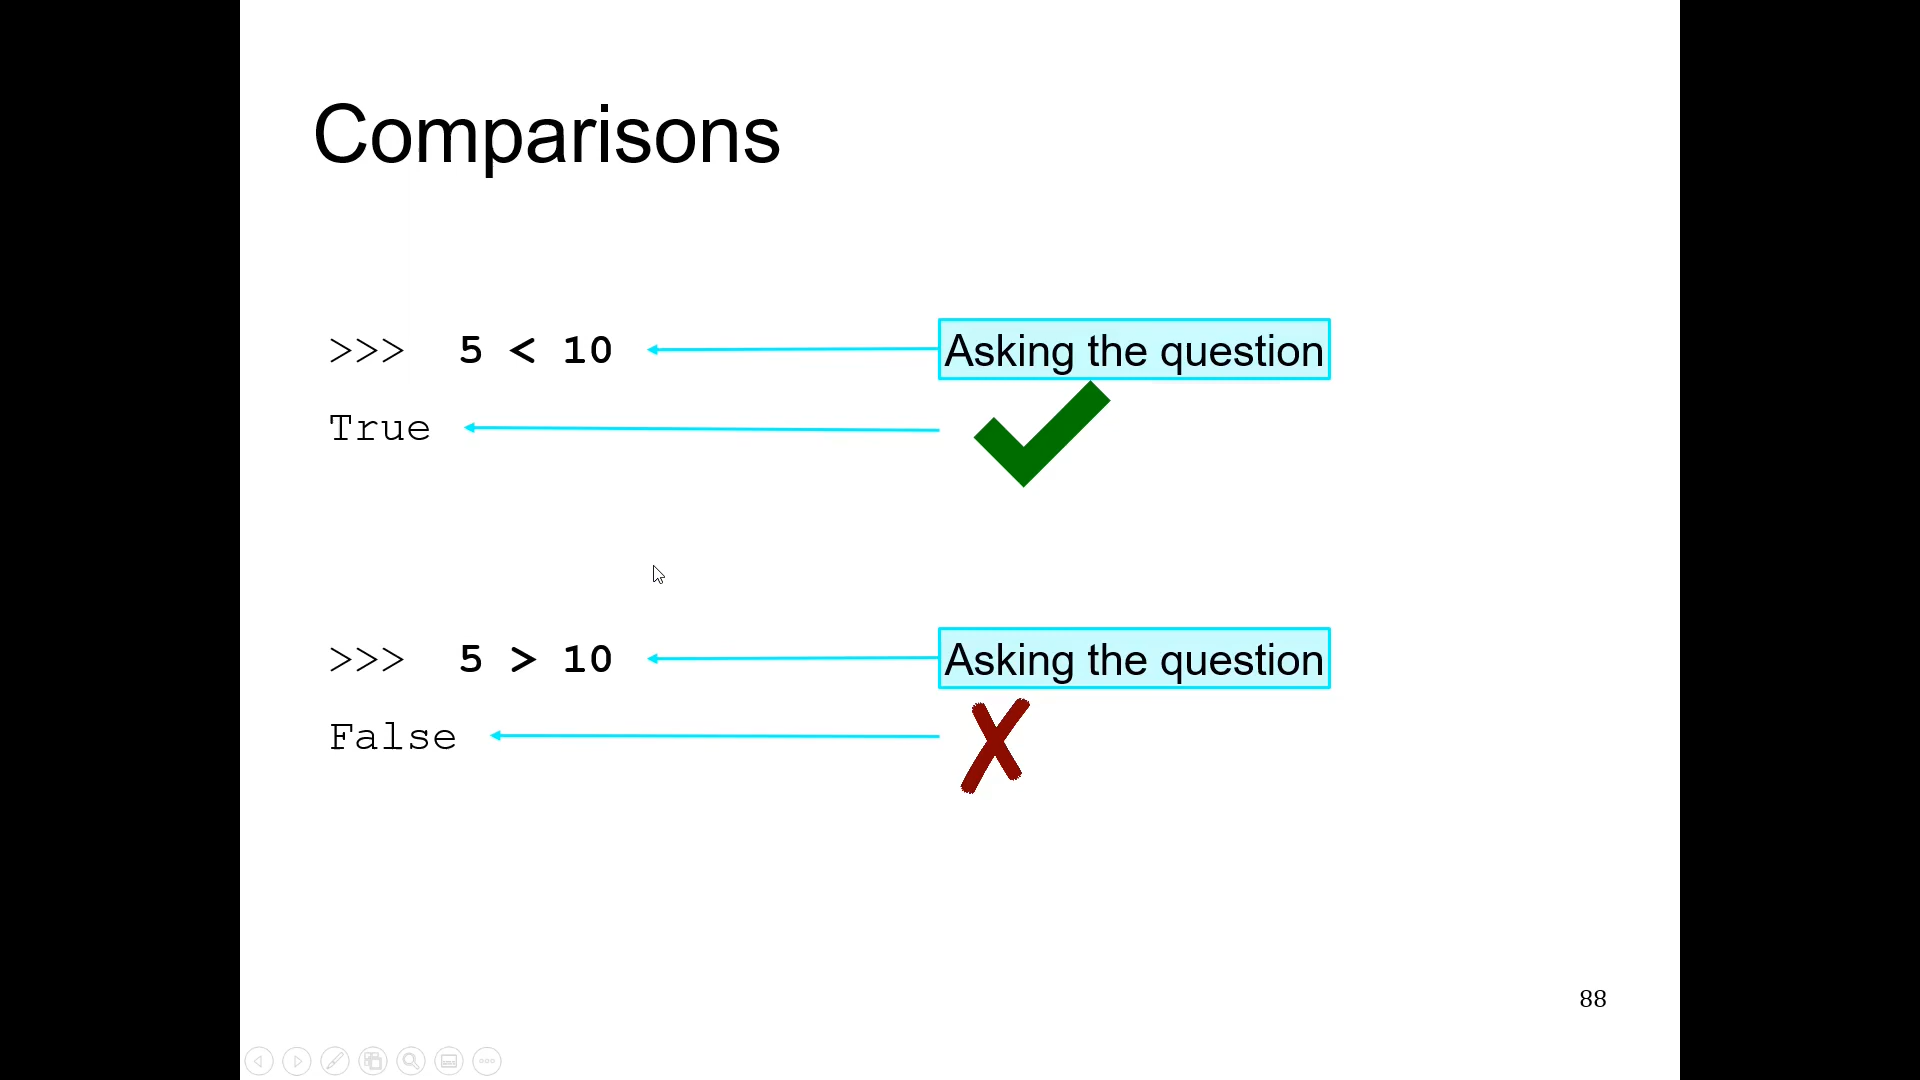 Comparisons
>>> 5 < 10
Asking the question
True
>>> 5 > 10
Asking the question
False
88